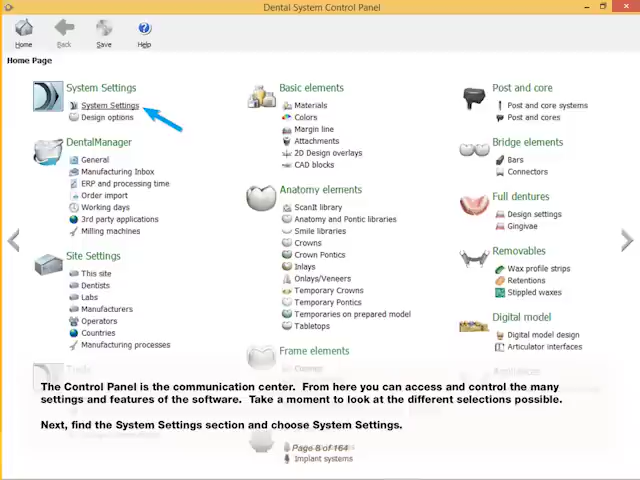 Dental System Control Panel
Home
Back
Save
Help
Home Page
System Settings
System Settings
Design options
DentalManager
General
Manufacturing Inbox
ERP and processing time
Order import
Working days
3rd party applications
Milling machines
Site Settings
This site
Dentists
Labs
Manufacturers
Operators
Countries
Manufacturing processes
Basic elements
Materials
Colors
Margin line
Attachments
2D Design overlays
CAD blocks
Anatomy elements
ScanIt library
Anatomy and Pontic libraries
Smile libraries
Crowns
Crown Pontics
Inlays
Onlays/Veneers
Temporary Crowns
Temporary Pontics
Temporaries on prepared model
Tabletops
Frame elements
Post and core
Post and core systems
Post and cores
Bridge elements
Bars
Connectors
Full dentures
Design settings
Gingivae
Removables
Wax profile strips
Retentions
Stippled waxes
Digital model
Digital model design
Articulator interfaces
The Control Panel is the communication center. From here you can access and control the many
settings and features of the software. Take a moment to look at the different selections possible.
Next, find the System Settings section and choose System Settings.
Page 8 of 164
Implant systems